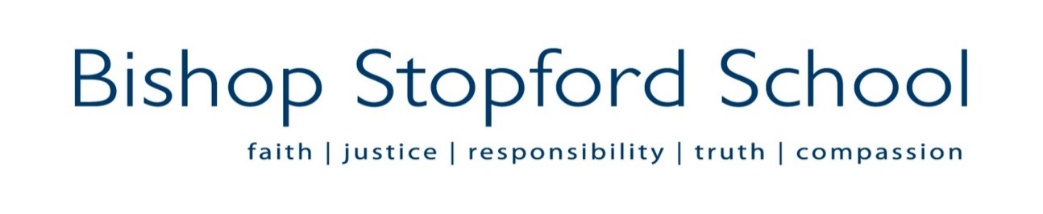 Bishop Stopford School
faith | justice | responsibility | truth | compassion